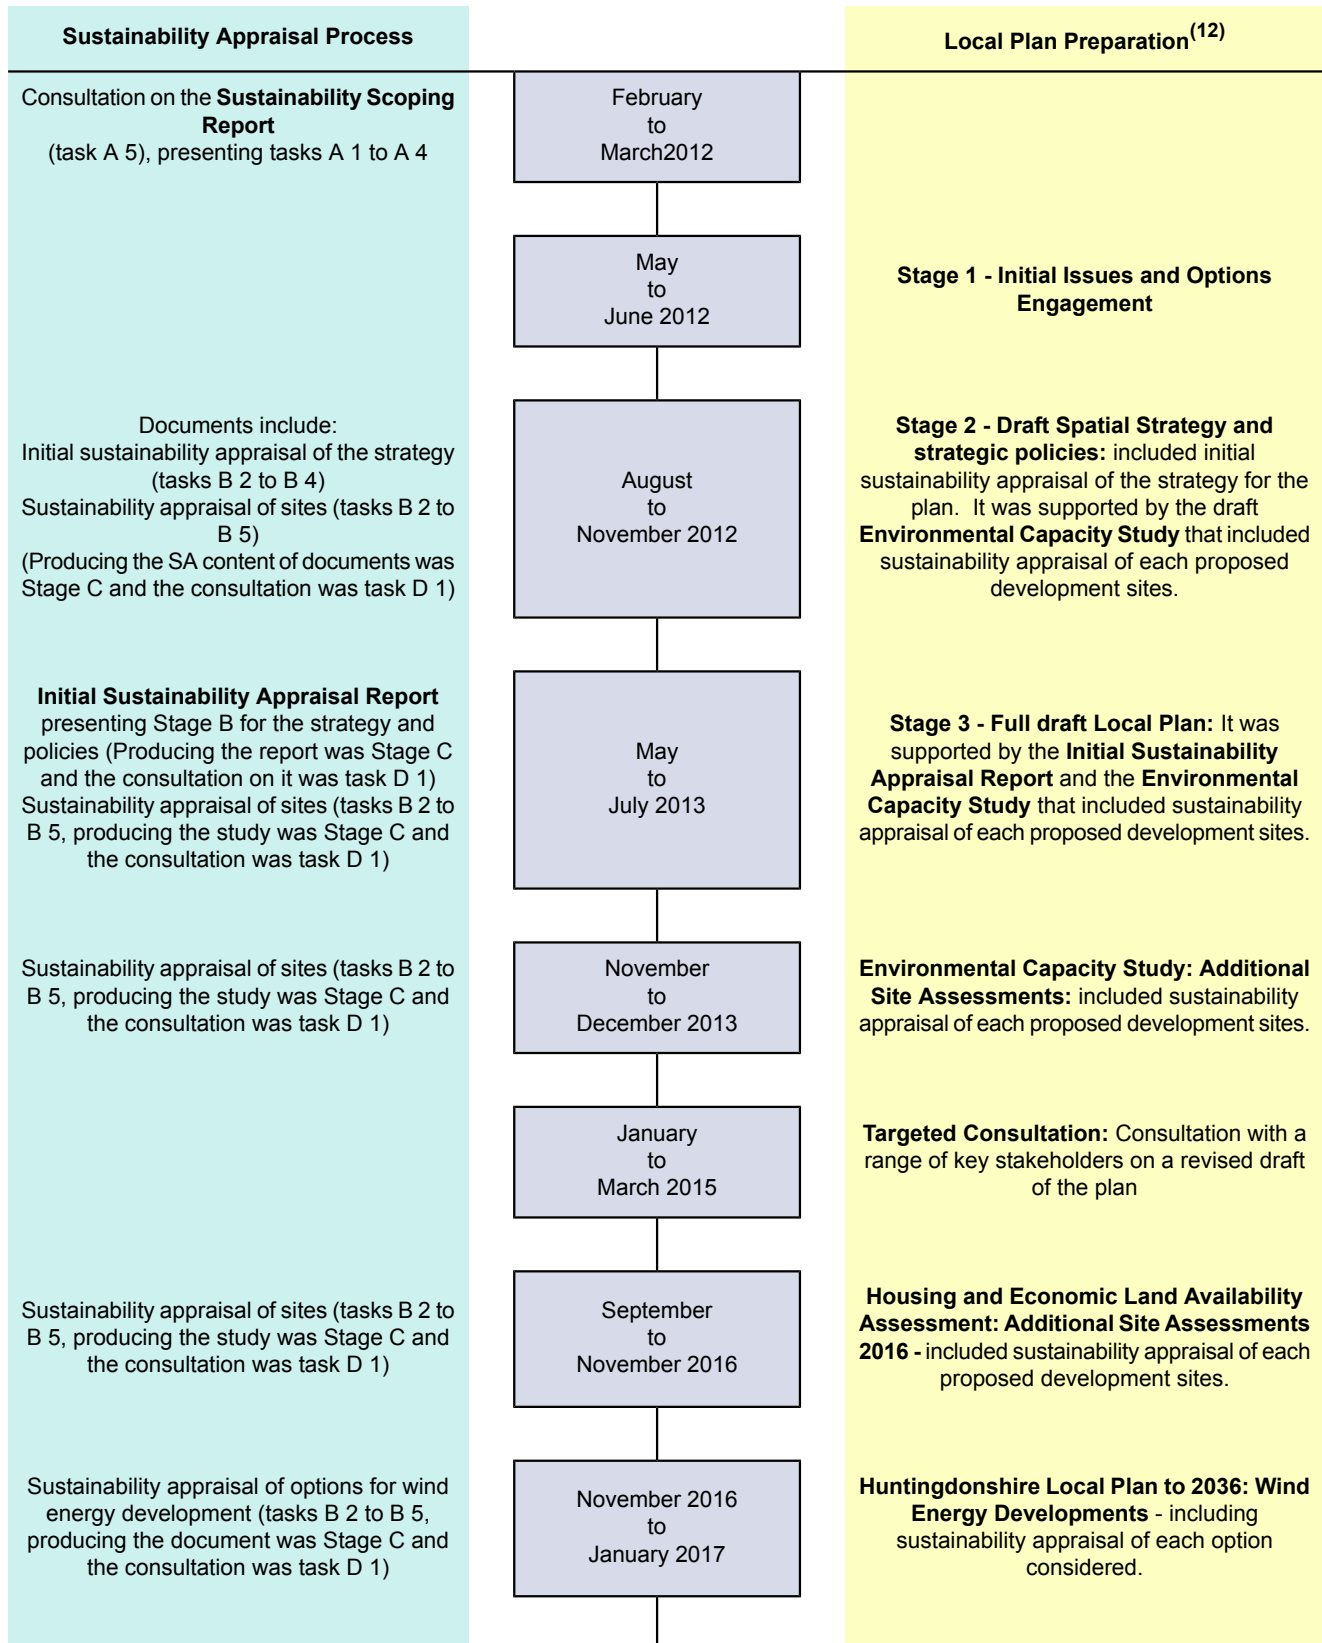 Sustainability Appraisal Process
Local Plan Preparation(12)
Consultation on the Sustainability Scoping
Report
(task A 5), presenting tasks A 1 to A 4
February
to
March2012
May
to
June 2012
Stage 1 - Initial Issues and Options
Engagement
Documents include:
Initial sustainability appraisal of the strategy
(tasks B 2 to B 4)
Sustainability appraisal of sites (tasks B 2 to
B 5)
(Producing the SA content of documents was
Stage C and the consultation was task D 1)
August
to
November 2012
Stage 2 - Draft Spatial Strategy and
strategic policies: included initial
sustainability appraisal of the strategy for the
plan. It was supported by the draft
Environmental Capacity Study that included
sustainability appraisal of each proposed
development sites.
Initial Sustainability Appraisal Report
presenting Stage B for the strategy and
policies (Producing the report was Stage C
and the consultation on it was task D 1)
Sustainability appraisal of sites (tasks B 2 to
B 5, producing the study was Stage C and
the consultation was task D 1)
May
to
July 2013
Stage 3 - Full draft Local Plan: It was
supported by the Initial Sustainability
Appraisal Report and the Environmental
Capacity Study that included sustainability
appraisal of each proposed development sites.
Sustainability appraisal of sites (tasks B 2 to
B 5, producing the study was Stage C and
the consultation was task D 1)
November
to
December 2013
Environmental Capacity Study: Additional
Site Assessments: included sustainability
appraisal of each proposed development sites.
January
to
March 2015
Targeted Consultation: Consultation with a
range of key stakeholders on a revised draft
of the plan
Sustainability appraisal of sites (tasks B 2 to
B 5, producing the study was Stage C and
the consultation was task D 1)
September
to
November 2016
Housing and Economic Land Availability
Assessment: Additional Site Assessments
2016 - included sustainability appraisal of each
proposed development sites.
Sustainability appraisal of options for wind
energy development (tasks B 2 to B 5,
producing the document was Stage C and
the consultation was task D 1)
November 2016
to
January 2017
Huntingdonshire Local Plan to 2036: Wind
Energy Developments - including
sustainability appraisal of each option
considered.